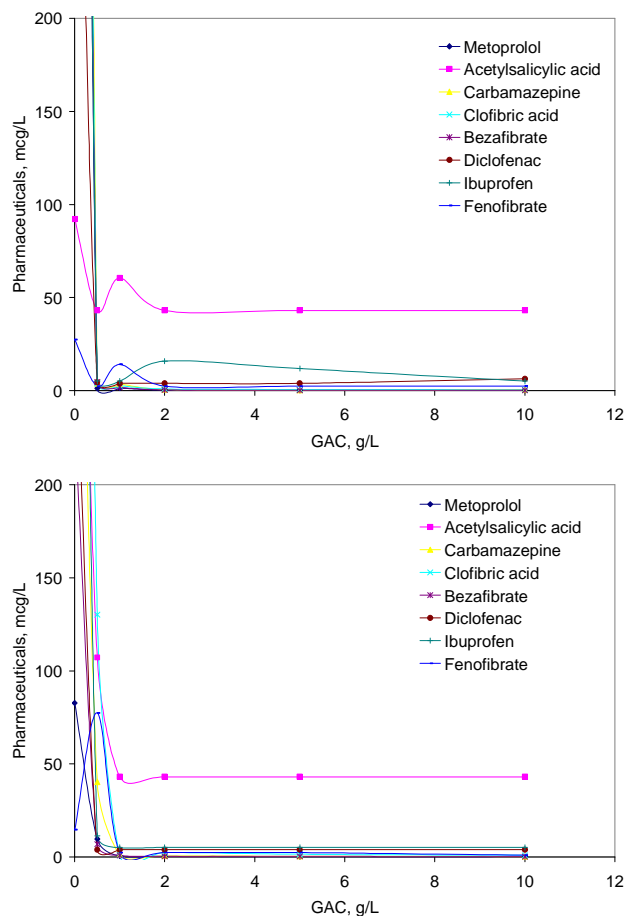 200
150
100
50
0
Pharmaceuticals, mcg/L
Metoprolol
Acetylsalicylic acid
Carbamazepine
Clofibric acid
Bezafibrate
Diclofenac
Ibuprofen
Fenofibrate
0 2 4 6 8 10 12
GAC, g/L
200
150
100
50
0
Pharmaceuticals, mcg/L
Metoprolol
Acetylsalicylic acid
Carbamazepine
Clofibric acid
Bezafibrate
Diclofenac
Ibuprofen
Fenofibrate
0 2 4 6 8 10 12
GAC, g/L